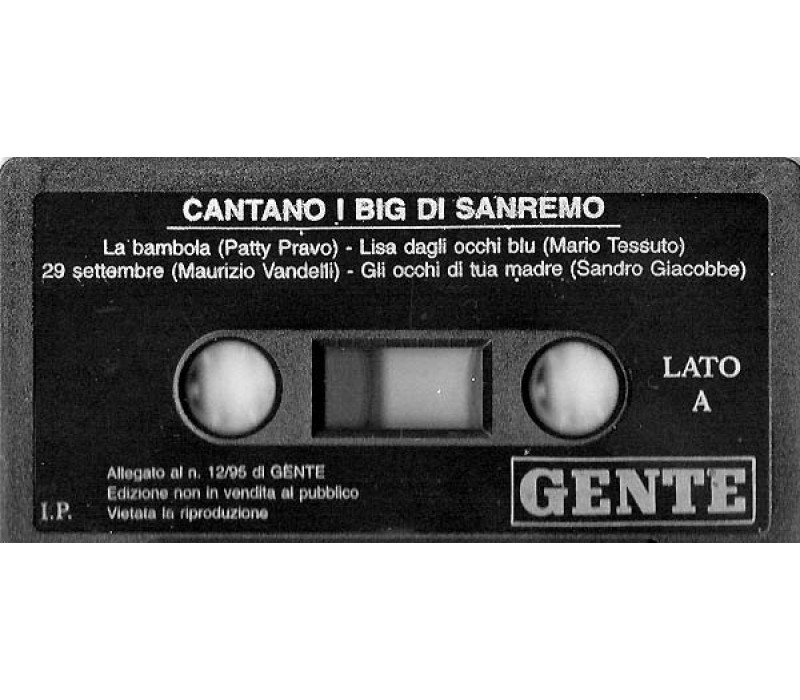 CANTANO I BIG DI SANREMO
La bambola (Patty Pravo) - Lisa dagli occhi blu (Mario Tessuto)
29 settembre (Maurizio Vandelli) - Gli occhi di tua madre (Sandro Giacobbe)
LATO
A
Allegato al n. 12/95 di GENTE
Edizione non in vendita al pubblico
Vietata la riproduzione
I.P.
GENTE